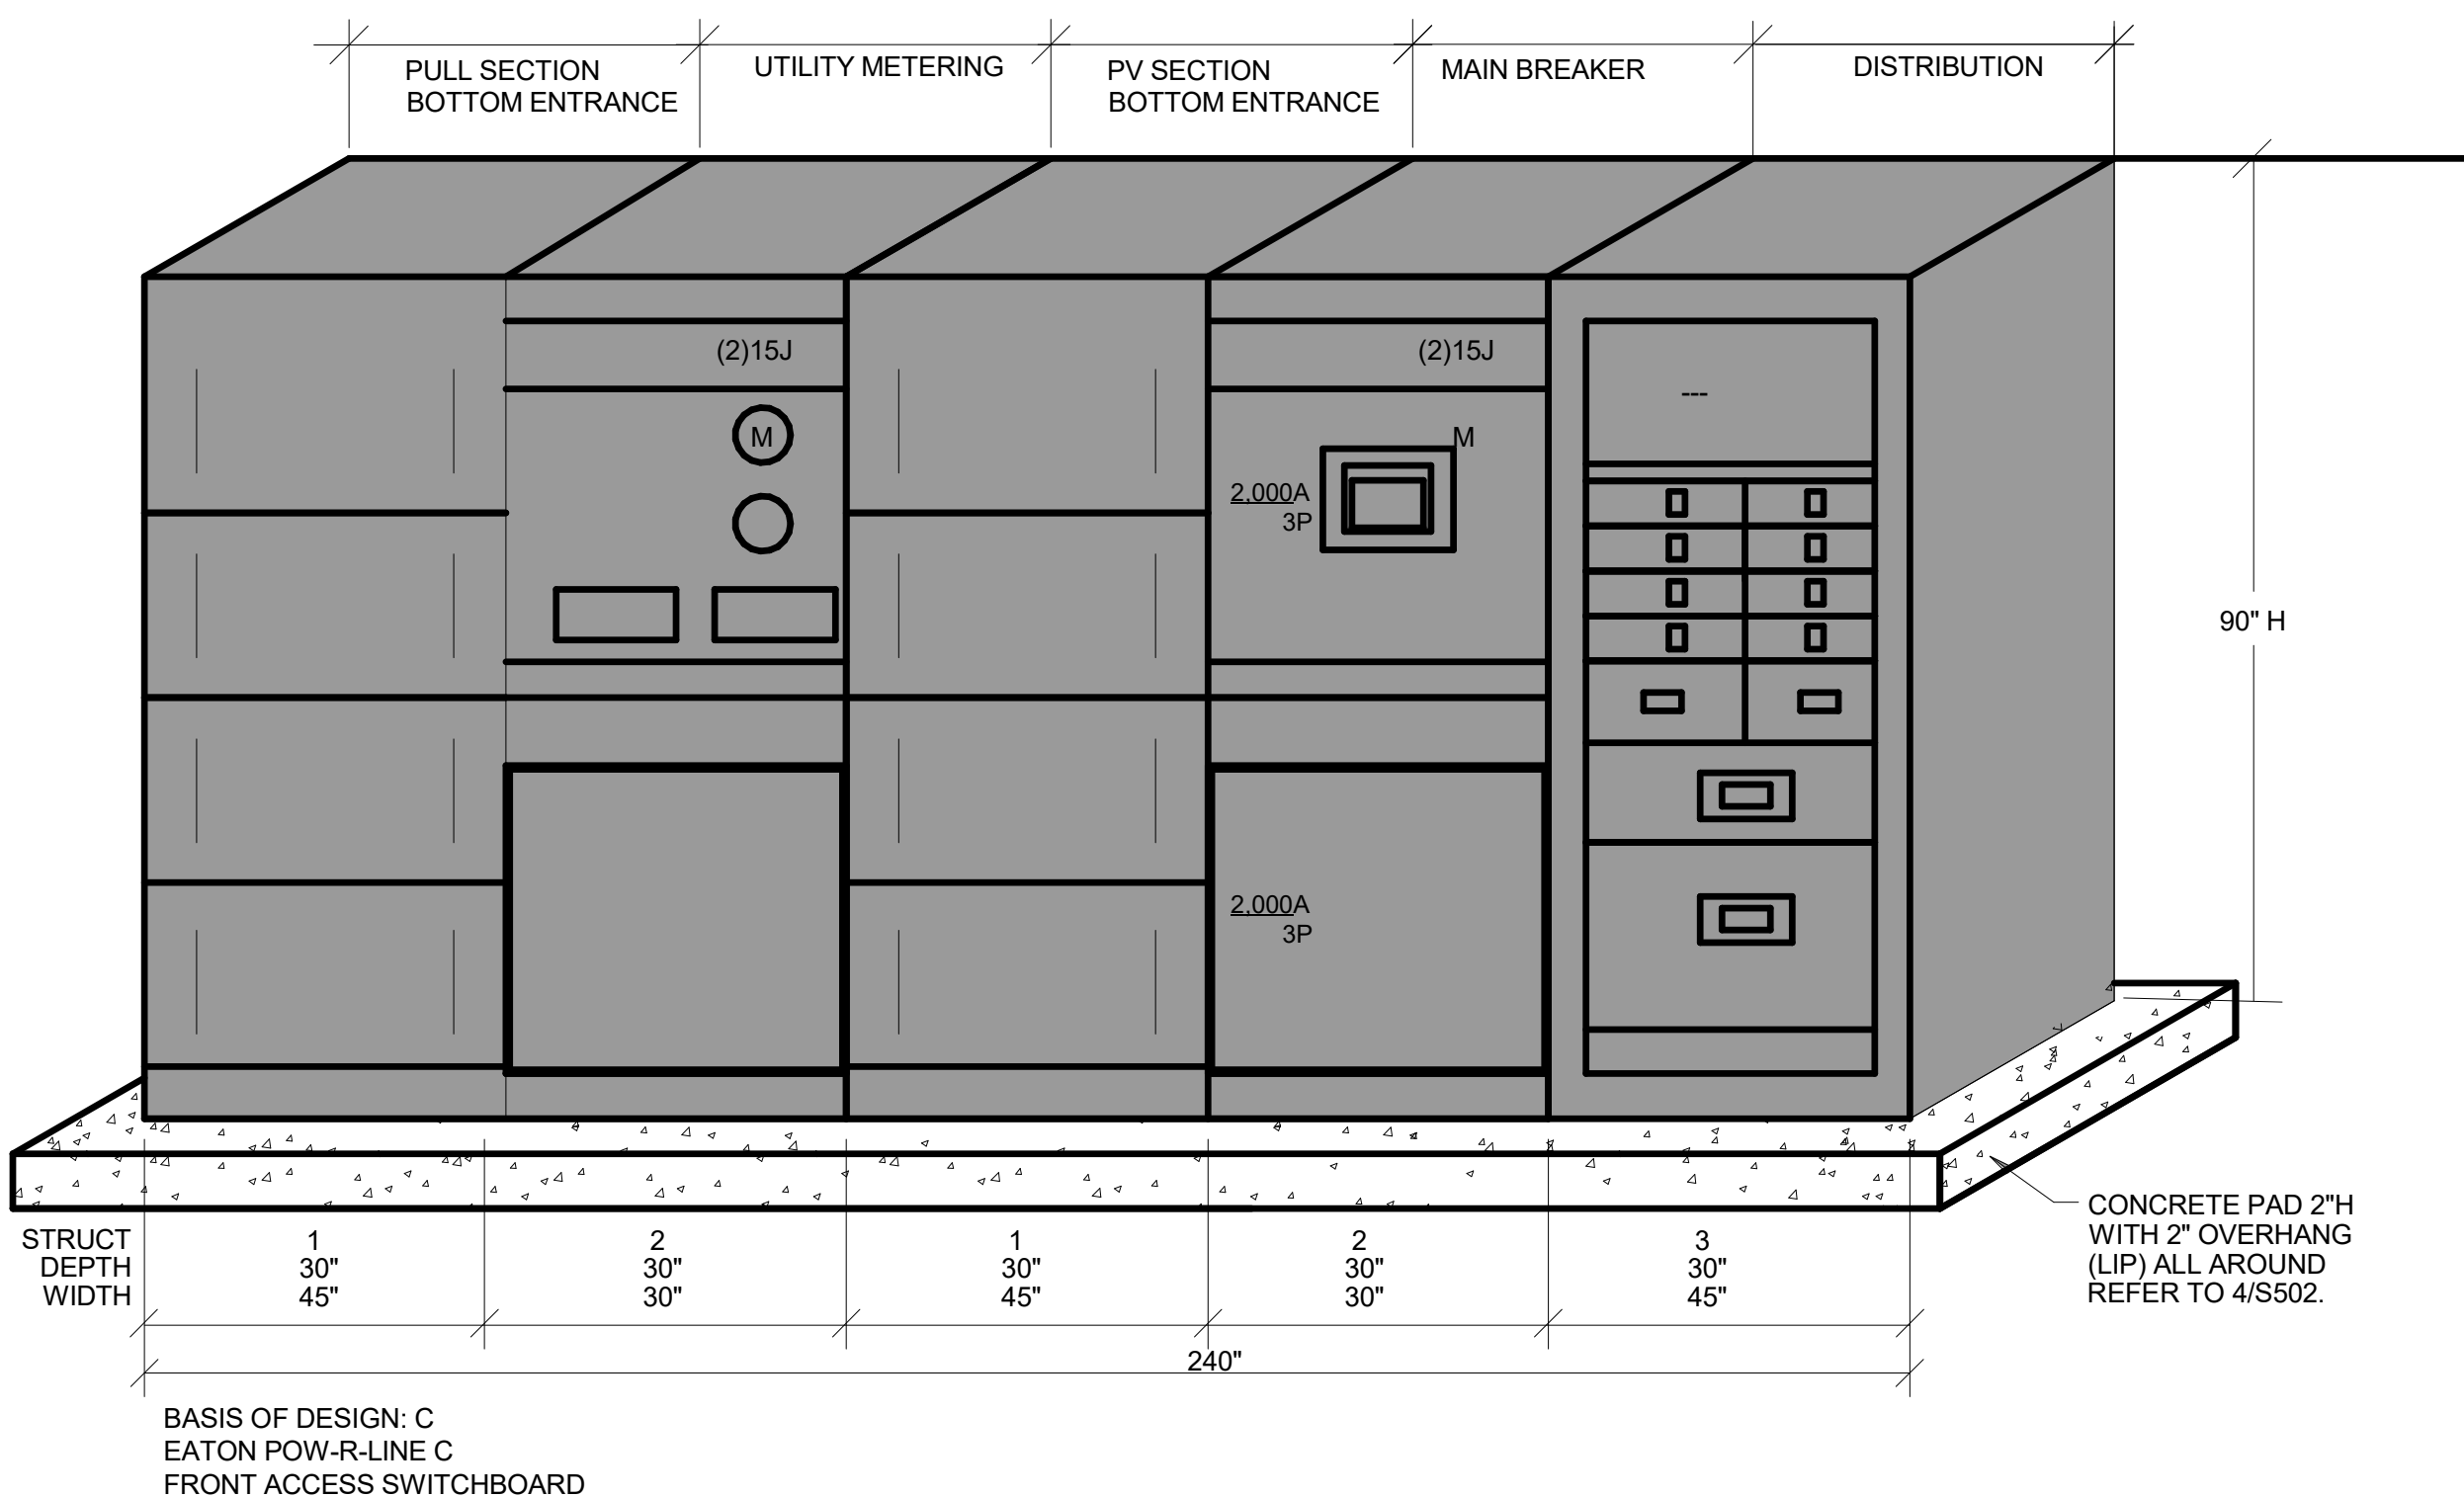 PULL SECTION
BOTTOM ENTRANCE
UTILITY METERING
PV SECTION
BOTTOM ENTRANCE
MAIN BREAKER
DISTRIBUTION
(2)15J
(2)15J
---
M
M
2,000A
3P
90" H
2,000A
3P
CONCRETE PAD 2"H
WITH 2" OVERHANG
(LIP) ALL AROUND
REFER TO 4/S502.
STRUCT 1 2 1 2 3
DEPTH 30" 30" 30" 30" 30"
WIDTH 45" 30" 45" 30" 45"
240"
BASIS OF DESIGN: C
EATON POW-R-LINE C
FRONT ACCESS SWITCHBOARD